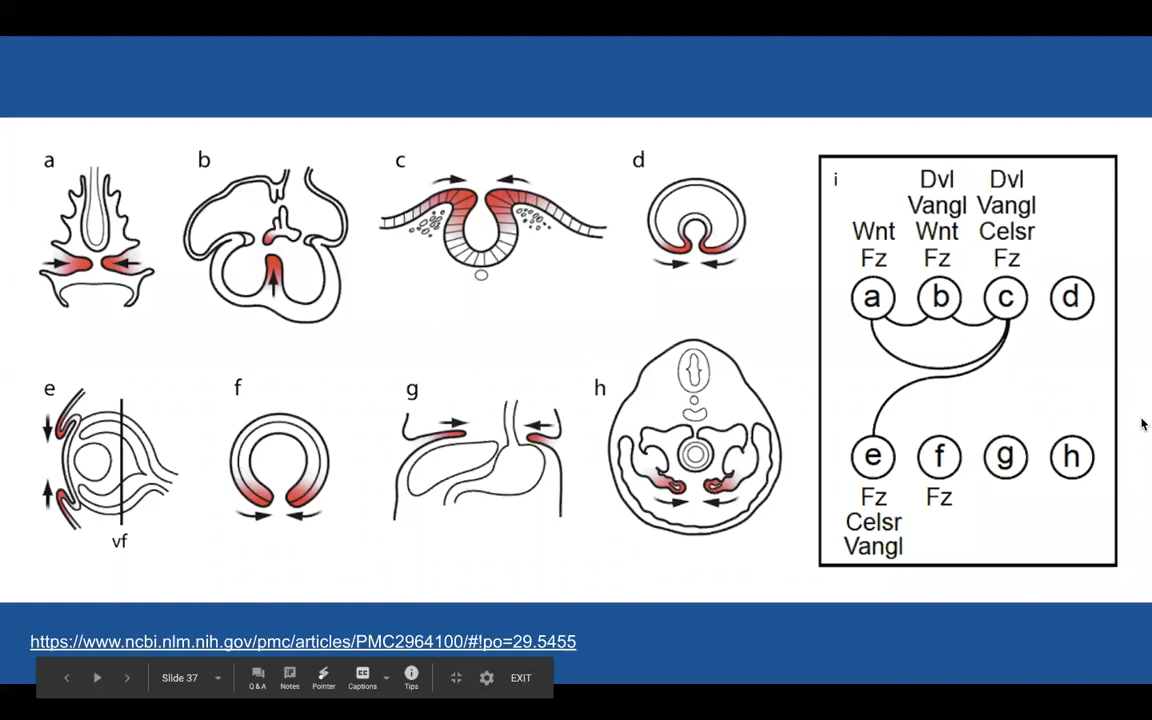 a
b
c
d
i
Dvl Dvl
Vangl Vangl
Wnt Wnt Celsr
Fz Fz Fz
a b c d
e
f
g
h
vf
e f g h
Fz Fz
Celsr
Vangl
https://www.ncbi.nlm.nih.gov/pmc/articles/PMC2964100/#!po=29.5455
Slide 37
Q & A
Notes
Pointer
Captions
Tips
EXIT